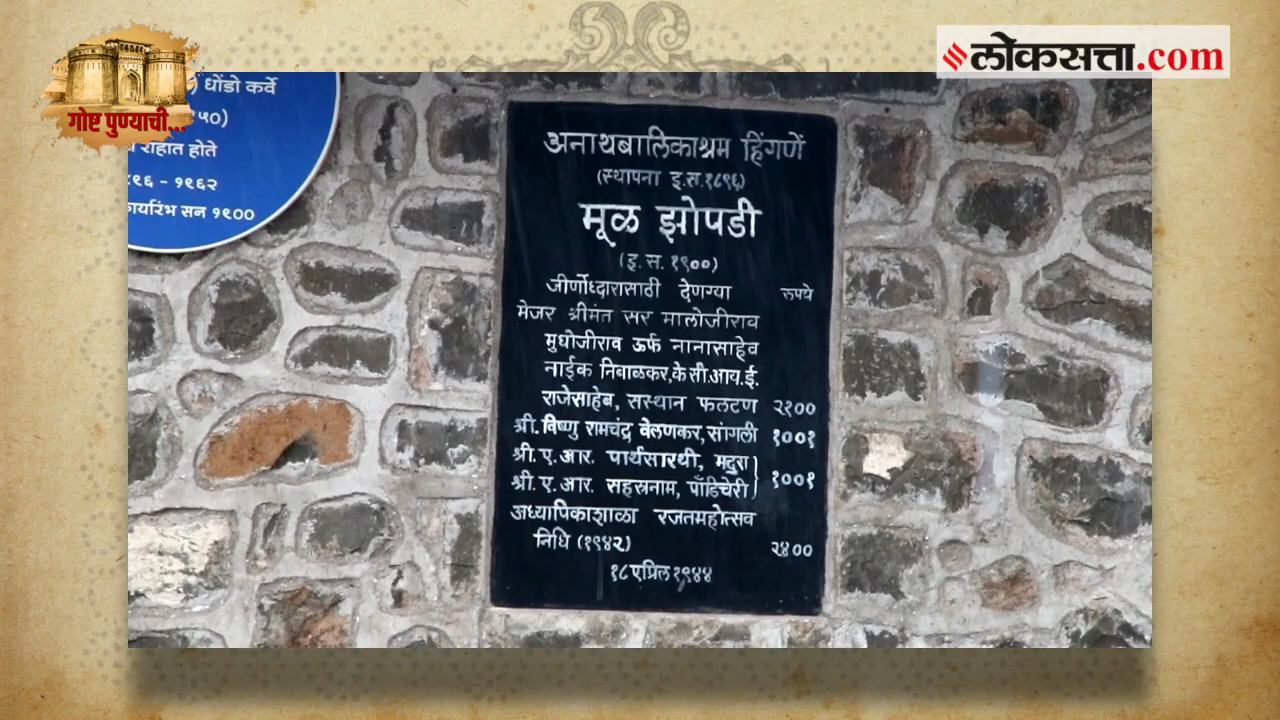 गोष्ट पुण्याची...
लोकसत्ता.com
धोंडो कर्वे
५०)
राहात होते
८९६ - १९६२
कार्यारंभ सन १९००
अनाथबालिकाश्रम हिंगणें
(स्थापना इ.स.१८९६)
मूळ झोपडी
(इ.स.१९००)
जीर्णोध्दारासाठी देणग्या रुपये
मेजर श्रीमंत सर मालोजीराव
मुधोजीराव ऊर्फ नानासाहेव
नाईक निंबाळकर,के.सी.आय.ई.
राजेसाहेब, संस्थान फलटण २१००
श्री. विष्णु रामचंद्र वेलणकर, सांगली १००१
श्री. ए. आर. पार्थसारथी, मदुरा
श्री. ए. आर. सहस्रनाम, पाँडिचेरी १००१
अध्यापिकाशाळा रजतमहोत्सव
निधि (१९४२) २४००
१८ एप्रिल १९४४